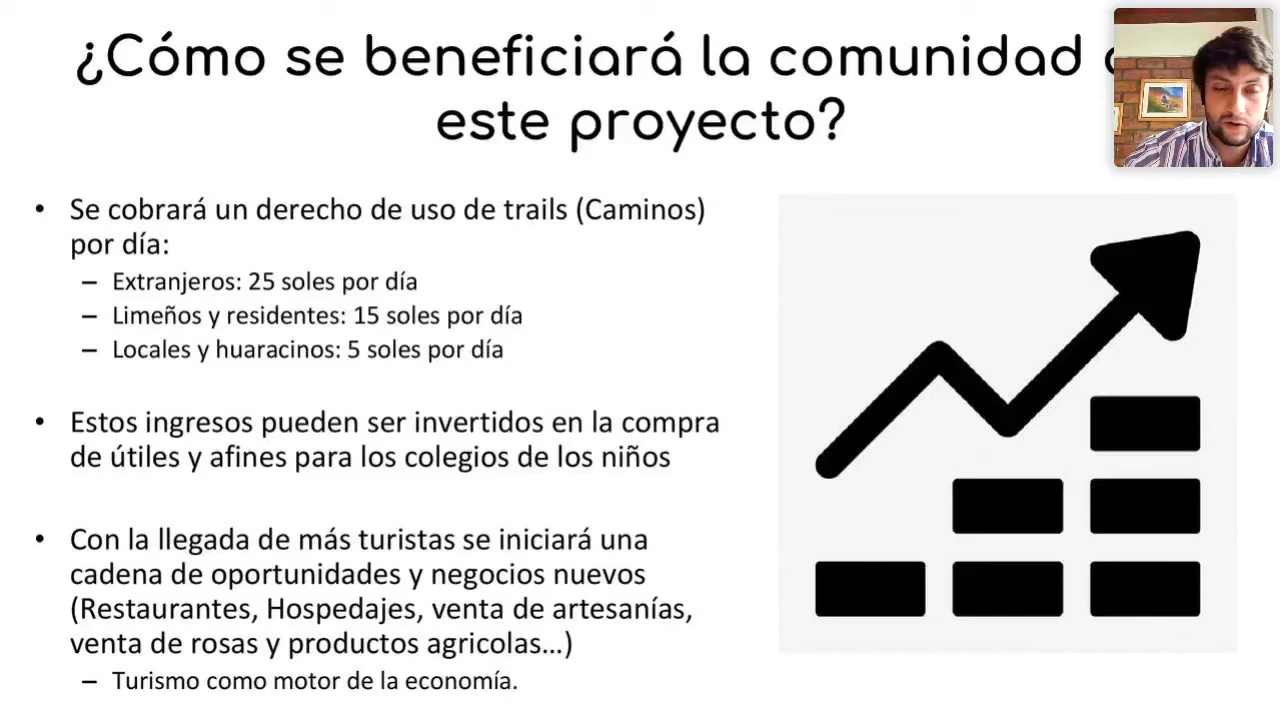 ¿Cómo se beneficiará la comunidad
este proyecto?
• Se cobrará un derecho de uso de trails (Caminos)
por día:
– Extranjeros: 25 soles por día
– Limeños y residentes: 15 soles por día
– Locales y huaracinos: 5 soles por día
• Estos ingresos pueden ser invertidos en la compra
de útiles y afines para los colegios de los niños
• Con la llegada de más turistas se iniciará una
cadena de oportunidades y negocios nuevos
(Restaurantes, Hospedajes, venta de artesanías,
venta de rosas y productos agricolas…)
– Turismo como motor de la economía.